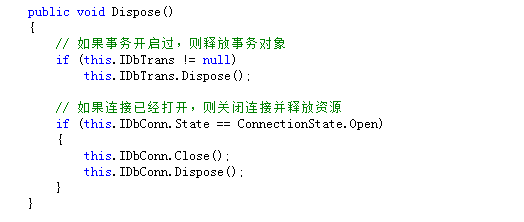 public void Dispose()
{
// 如果事务开启过，则释放事务对象
if (this.IDbTrans != null)
this.IDbTrans.Dispose();
// 如果连接已经打开，则关闭连接并释放资源
if (this.IDbConn.State == ConnectionState.Open)
{
this.IDbConn.Close();
this.IDbConn.Dispose();
}
}